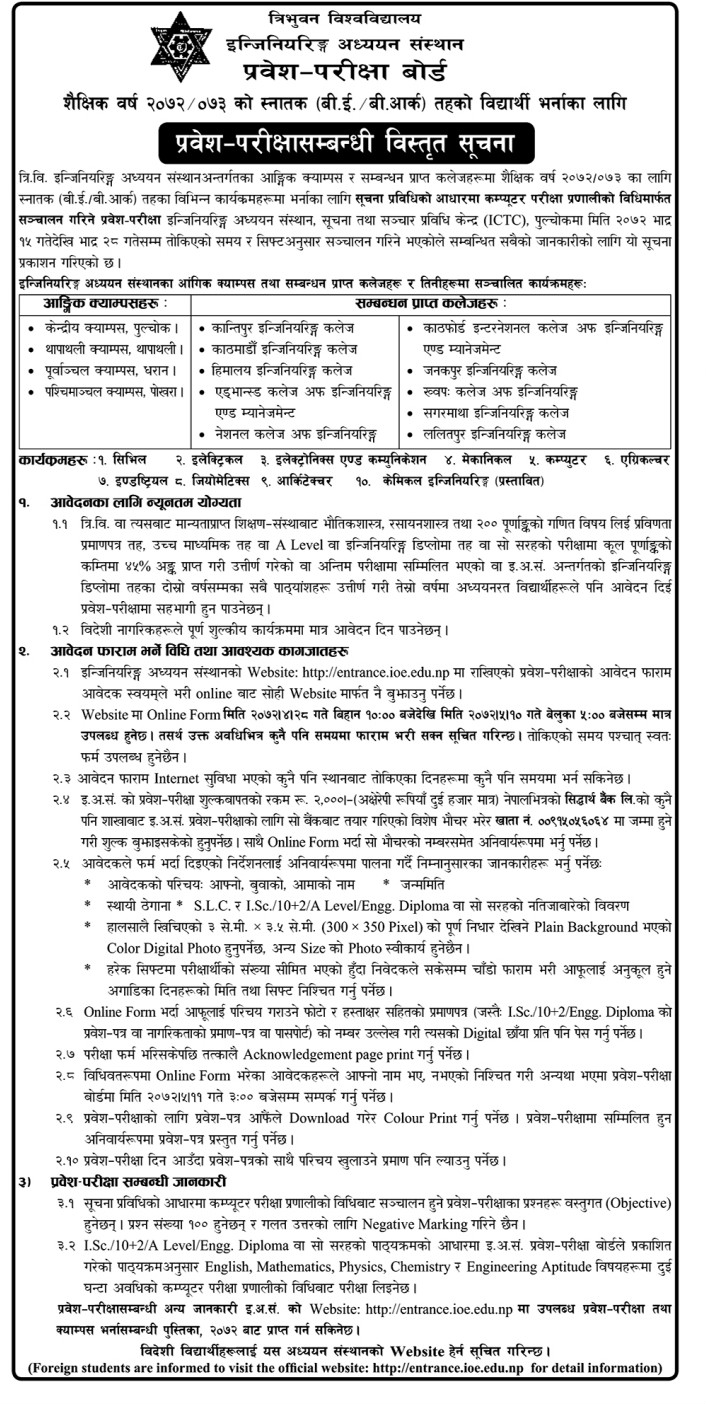 त्रिभुवन विश्वविद्यालय
इन्जिनियरिङ्ग अध्ययन संस्थान
प्रवेश-परीक्षा बोर्ड
शैक्षिक वर्ष २०७२/०७३ को स्नातक (बी.ई./बी.आर्क) तहको विद्यार्थी भर्नाका लागि
प्रवेश-परीक्षासम्बन्धी विस्तृत सूचना
त्रि.वि. इन्जिनियरिङ्ग अध्ययन संस्थानअन्तर्गतका आङ्गिक क्याम्पस र सम्बन्धन प्राप्त कलेजहरूमा शैक्षिक वर्ष २०७२/०७३ का लागि
स्नातक (बी.ई./बी.आर्क) तहका विभिन्न कार्यक्रमहरूमा भर्नाका लागि सूचना प्रविधिको आधारमा कम्प्यूटर परीक्षा प्रणालीको विधिमार्फत
सञ्चालन गरिने प्रवेश-परीक्षा इन्जिनियरिङ्ग अध्ययन संस्थान, सूचना तथा सञ्चार प्रविधि केन्द्र (ICTC), पुल्चोकमा मिति २०७२ भाद्र
१५ गतेदेखि भाद्र २८ गतेसम्म तोकिएको समय र सिफ्टअनुसार सञ्चालन गरिने भएकोले सम्बन्धित सबैको जानकारीको लागि यो सूचना
प्रकाशन गरिएको छ।
इन्जिनियरिङ्ग अध्ययन संस्थानका आंगिक क्याम्पस तथा सम्बन्धन प्राप्त कलेजहरू र तिनीहरूमा सञ्चालित कार्यक्रमहरू:
आङ्गिक क्याम्पसहरू :
• केन्द्रीय क्याम्पस, पुल्चोक।
• थापाथली क्याम्पस, थापाथली।
• पूर्वाञ्चल क्याम्पस, धरान।
• पश्चिमाञ्चल क्याम्पस, पोखरा।
सम्बन्धन प्राप्त कलेजहरू :
• कान्तिपुर इन्जिनियरिङ्ग कलेज
• काठमाडौँ इन्जिनियरिङ्ग कलेज
• हिमालय इन्जिनियरिङ्ग कलेज
• एड्भान्स्ड कलेज अफ इन्जिनियरिङ्ग
एण्ड म्यानेजमेन्ट
• नेशनल कलेज अफ इन्जिनियरिङ्ग
• काठफोर्ड इन्टरनेशनल कलेज अफ इन्जिनियरिङ्ग
एण्ड म्यानेजमेन्ट
• जनकपुर इन्जिनियरिङ्ग कलेज
• ख्वपः कलेज अफ इन्जिनियरिङ्ग
• सगरमाथा इन्जिनियरिङ्ग कलेज
• ललितपुर इन्जिनियरिङ्ग कलेज
कार्यक्रमहरू : १. सिभिल २. इलेक्ट्रिकल ३. इलेक्ट्रोनिक्स एण्ड कम्युनिकेशन ४. मेकानिकल ५. कम्प्युटर ६. एग्रिकल्चर
७. इण्डष्ट्रियल ८. जियोमेटिक्स ९. आर्किटेक्चर १०. केमिकल इन्जिनियरिङ्ग (प्रस्तावित)
१. आवेदनका लागि न्यूनतम योग्यता
१.१ त्रि.वि. वा त्यसबाट मान्यताप्राप्त शिक्षण-संस्थाबाट भौतिकशास्त्र, रसायनशास्त्र तथा २०० पूर्णाङ्कको गणित विषय लिई प्रविणता
प्रमाणपत्र तह, उच्च माध्यमिक तह वा A Level वा इन्जिनियरिङ्ग डिप्लोमा तह वा सो सरहको परीक्षामा कूल पूर्णाङ्कको
कम्तिमा ४५% अङ्क प्राप्त गरी उत्तीर्ण गरेको वा अन्तिम परीक्षामा सम्मिलित भएको वा इ.अ.सं. अन्तर्गतको इन्जिनियरिङ्ग
डिप्लोमा तहका दोस्रो वर्षसम्मका सबै पाठ्यांशहरू उत्तीर्ण गरी तेस्रो वर्षमा अध्ययनरत विद्यार्थीहरूले पनि आवेदन दिई
प्रवेश-परीक्षामा सहभागी हुन पाउनेछन्।
१.२ विदेशी नागरिकहरूले पूर्ण शुल्कीय कार्यक्रममा मात्र आवेदन दिन पाउनेछन्।
२. आवेदन फाराम भर्ने विधि तथा आवश्यक कागजातहरू
२.१ इन्जिनियरिङ्ग अध्ययन संस्थानको Website: http://entrance.ioe.edu.np मा राखिएको प्रवेश-परीक्षाको आवेदन फाराम
आवेदक स्वयम्‌ले भरी online बाट सोही Website मार्फत नै बुझाउनु पर्नेछ।
२.२ Website मा Online Form मिति २०७२।४।२८ गते बिहान १०:०० बजेदेखि मिति २०७२।५।१० गते बेलुका ५:०० बजेसम्म मात्र
उपलब्ध हुनेछ। तसर्थ उक्त अवधिभित्र कुनै पनि समयमा फाराम भरी सक्न सूचित गरिन्छ। तोकिएको समय पश्चात् स्वतः
फर्म उपलब्ध हुनेछैन।
२.३ आवेदन फाराम Internet सुविधा भएको कुनै पनि स्थानबाट तोकिएका दिनहरूमा कुनै पनि समयमा भर्न सकिनेछ।
२.४ इ.अ.सं. को प्रवेश-परीक्षा शुल्कबापतको रकम रू. २,०००।–(अक्षेरेपी रूपियाँ दुई हजार मात्र) नेपालभित्रको सिद्धार्थ बैंक लि.को कुनै
पनि शाखाबाट इ.अ.सं. प्रवेश-परीक्षाको लागि सो बैंकबाट तयार गरिएको विशेष भौचर भरेर खाता नं. ००९१५०५६०६४ मा जम्मा हुने
गरी शुल्क बुझाइसकेको हुनुपर्नेछ। साथै Online Form भर्दा सो भौचरको नम्बरसमेत अनिवार्यरूपमा भर्नु पर्नेछ।
२.५ आवेदकले फर्म भर्दा दिइएको निर्देशनलाई अनिवार्यरूपमा पालना गर्दै निम्नानुसारका जानकारीहरू भर्नु पर्नेछः
* आवेदकको परिचयः आफ्नो, बुवाको, आमाको नाम * जन्ममिति
* स्थायी ठेगाना * S.L.C. र I.Sc./10+2/A Level/Engg. Diploma वा सो सरहको नतिजाबारेको विवरण
* हालसालै खिचिएको ३ से.मी. × ३.५ से.मी. (300 × 350 Pixel) को पूर्ण निधार देखिने Plain Background भएको
Color Digital Photo हुनुपर्नेछ, अन्य Size को Photo स्वीकार्य हुनेछैन।
* हरेक सिफ्टमा परीक्षार्थीको संख्या सीमित भएको हुँदा निवेदकले सकेसम्म चाँडो फाराम भरी आफूलाई अनुकूल हुने
अगाडिका दिनहरूको मिति तथा सिफ्ट निश्चित गर्नु पर्नेछ।
२.६ Online Form भर्दा आफूलाई परिचय गराउने फोटो र हस्ताक्षर सहितको प्रमाणपत्र (जस्तैः I.Sc./10+2/Engg. Diploma को
प्रवेश-पत्र वा नागरिकताको प्रमाण-पत्र वा पासपोर्ट) को नम्बर उल्लेख गरी त्यसको Digital छाँया प्रति पनि पेस गर्नु पर्नेछ।
२.७ परीक्षा फर्म भरिसकेपछि तत्कालै Acknowledgement page print गर्नु पर्नेछ।
२.८ विधिवतरूपमा Online Form भरेका आवेदकहरूले आफ्नो नाम भए, नभएको निश्चित गरी अन्यथा भएमा प्रवेश-परीक्षा
बोर्डमा मिति २०७२।५।११ गते ३:०० बजेसम्म सम्पर्क गर्नु पर्नेछ।
२.९ प्रवेश-परीक्षाको लागि प्रवेश-पत्र आफैंले Download गरेर Colour Print गर्नु पर्नेछ । प्रवेश-परीक्षामा सम्मिलित हुन
अनिवार्यरूपमा प्रवेश-पत्र प्रस्तुत गर्नु पर्नेछ।
२.१० प्रवेश-परीक्षा दिन आउँदा प्रवेश-पत्रको साथै परिचय खुलाउने प्रमाण पनि ल्याउनु पर्नेछ।
३) प्रवेश-परीक्षा सम्बन्धी जानकारी
३.१ सूचना प्रविधिको आधारमा कम्प्यूटर परीक्षा प्रणालीको विधिबाट सञ्चालन हुने प्रवेश-परीक्षाका प्रश्नहरू वस्तुगत (Objective)
हुनेछन्। प्रश्न संख्या १०० हुनेछन् र गलत उत्तरको लागि Negative Marking गरिने छैन।
३.२ I.Sc./10+2/A Level/Engg. Diploma वा सो सरहको पाठ्यक्रमको आधारमा इ.अ.सं. प्रवेश-परीक्षा बोर्डले प्रकाशित
गरेको पाठ्यक्रमअनुसार English, Mathematics, Physics, Chemistry र Engineering Aptitude विषयहरूमा दुई
घन्टा अवधिको कम्प्यूटर परीक्षा प्रणालीको विधिबाट परीक्षा लिइनेछ।
प्रवेश-परीक्षासम्बन्धी अन्य जानकारी इ.अ.सं. को Website: http://entrance.ioe.edu.np मा उपलब्ध प्रवेश-परीक्षा तथा
क्याम्पस भर्नासम्बन्धी पुस्तिका, २०७२ बाट प्राप्त गर्न सकिनेछ।
विदेशी विद्यार्थीहरूलाई यस अध्ययन संस्थानको Website हेर्न सूचित गरिन्छ।
(Foreign students are informed to visit the official website: http://entrance.ioe.edu.np for detail information)